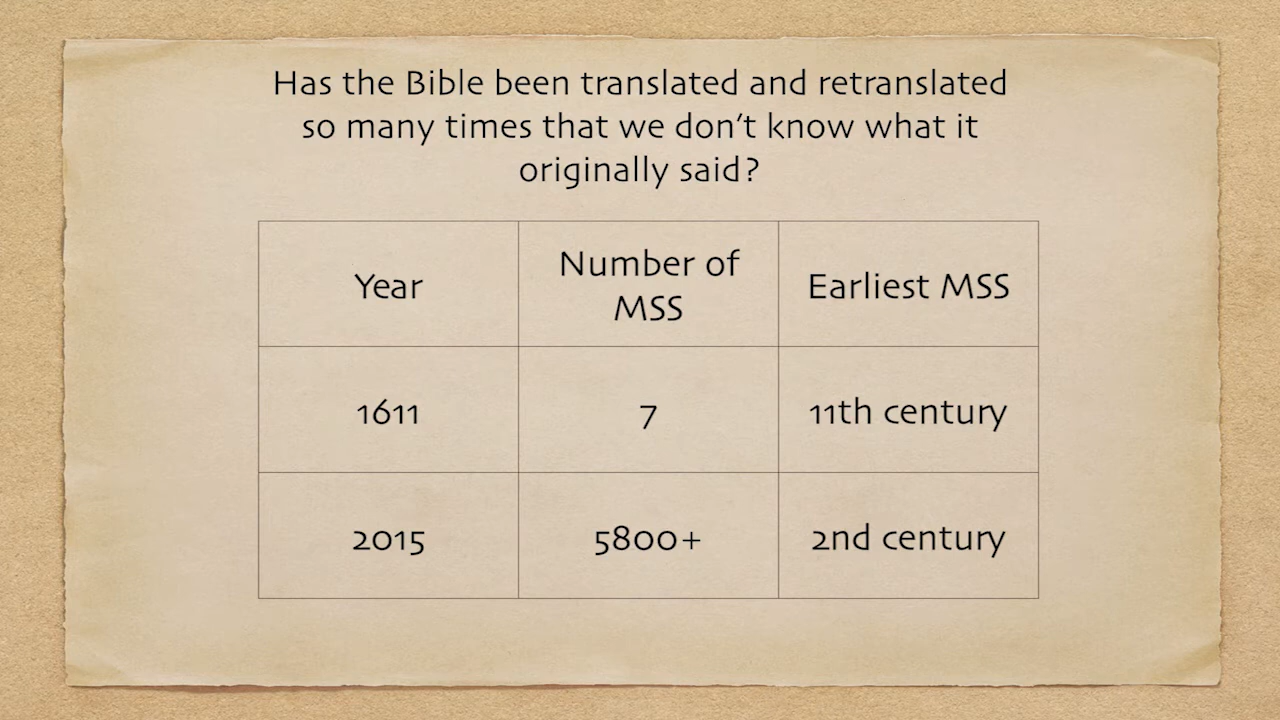 Has the Bible been translated and retranslated
so many times that we don't know what it
originally said?
Year
Number of
MSS
Earliest MSS
1611
7
11th century
2015
5800+
2nd century